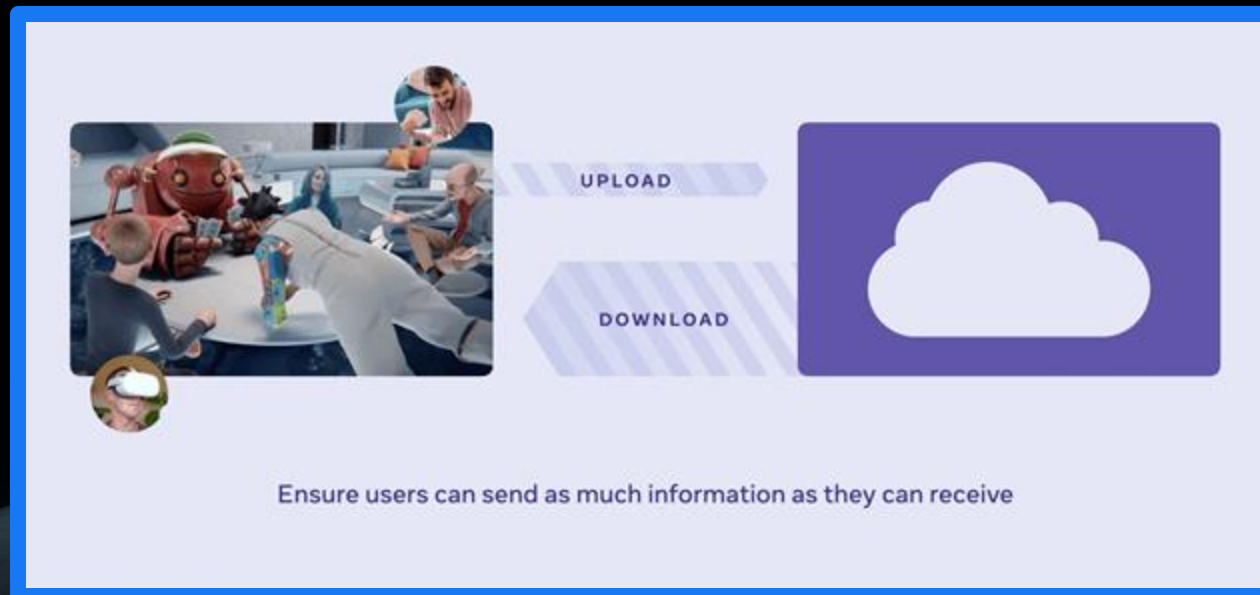 UPLOAD
DOWNLOAD
Ensure users can send as much information as they can receive